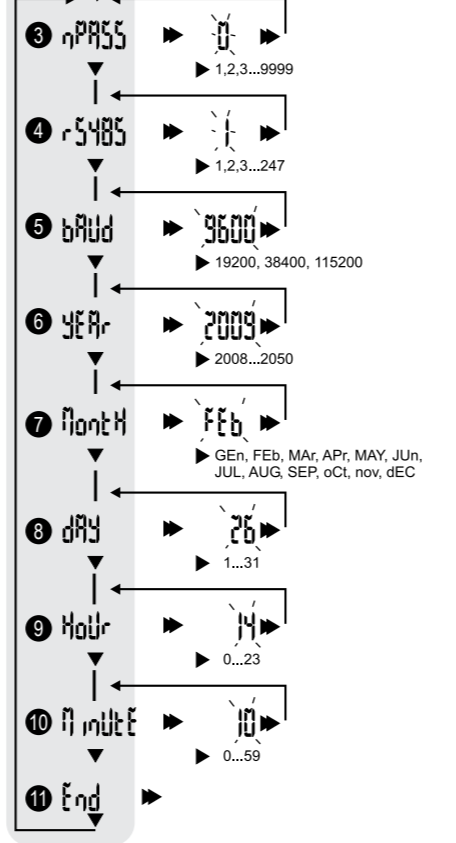 3 nPASS 0
1,2,3...9999
4 rS485 1
1,2,3...247
5 bAUd 9600
19200, 38400, 115200
6 yEAr 2009
2008...2050
7 MontH FEb
GEn, FEb, MAr, APr, MAY, JUn,
JUL, AUG, SEP, oCt, nov, dEC
8 dAY 26
1...31
9 HoUr 14
0...23
10 MinUtE 10
0...59
11 End